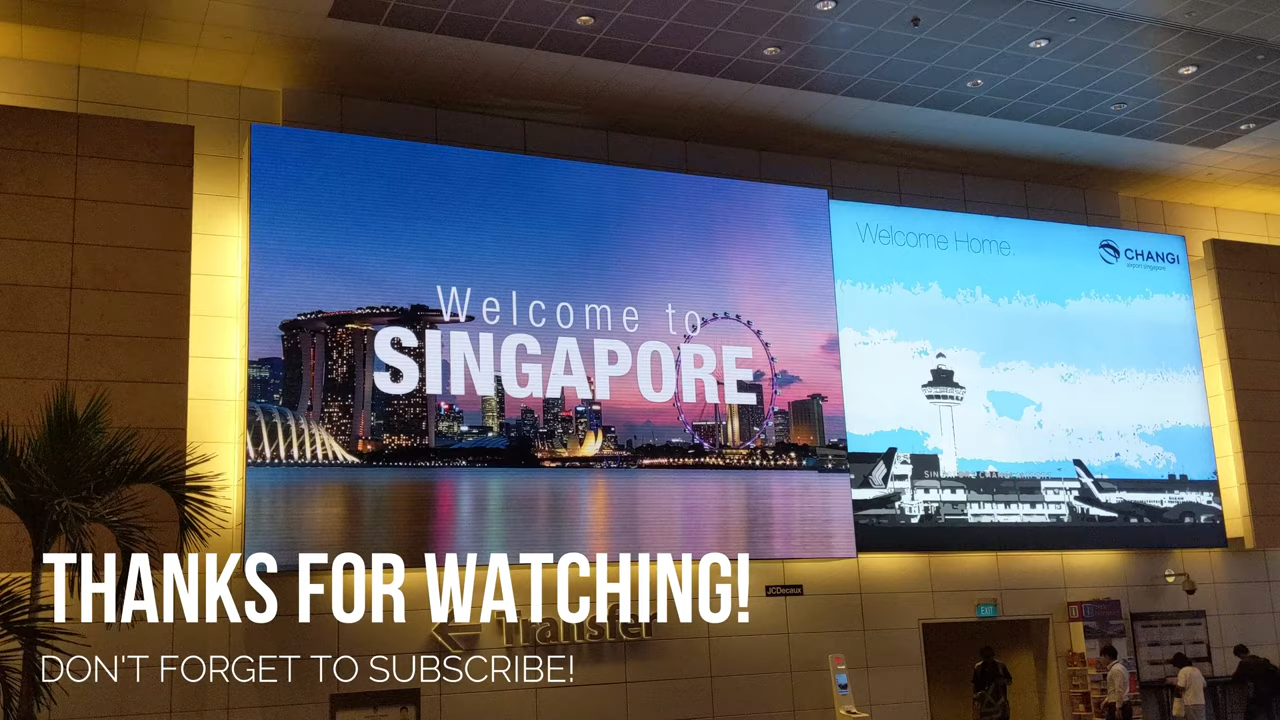 Welcome to
SINGAPORE
Welcome Home.
CHANGI
airport singapore
JCDecaux
EXIT
Transfer
THANKS FOR WATCHING!
DON'T FORGET TO SUBSCRIBE!